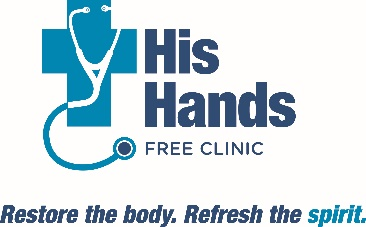 His
Hands
FREE CLINIC
Restore the body. Refresh the spirit.